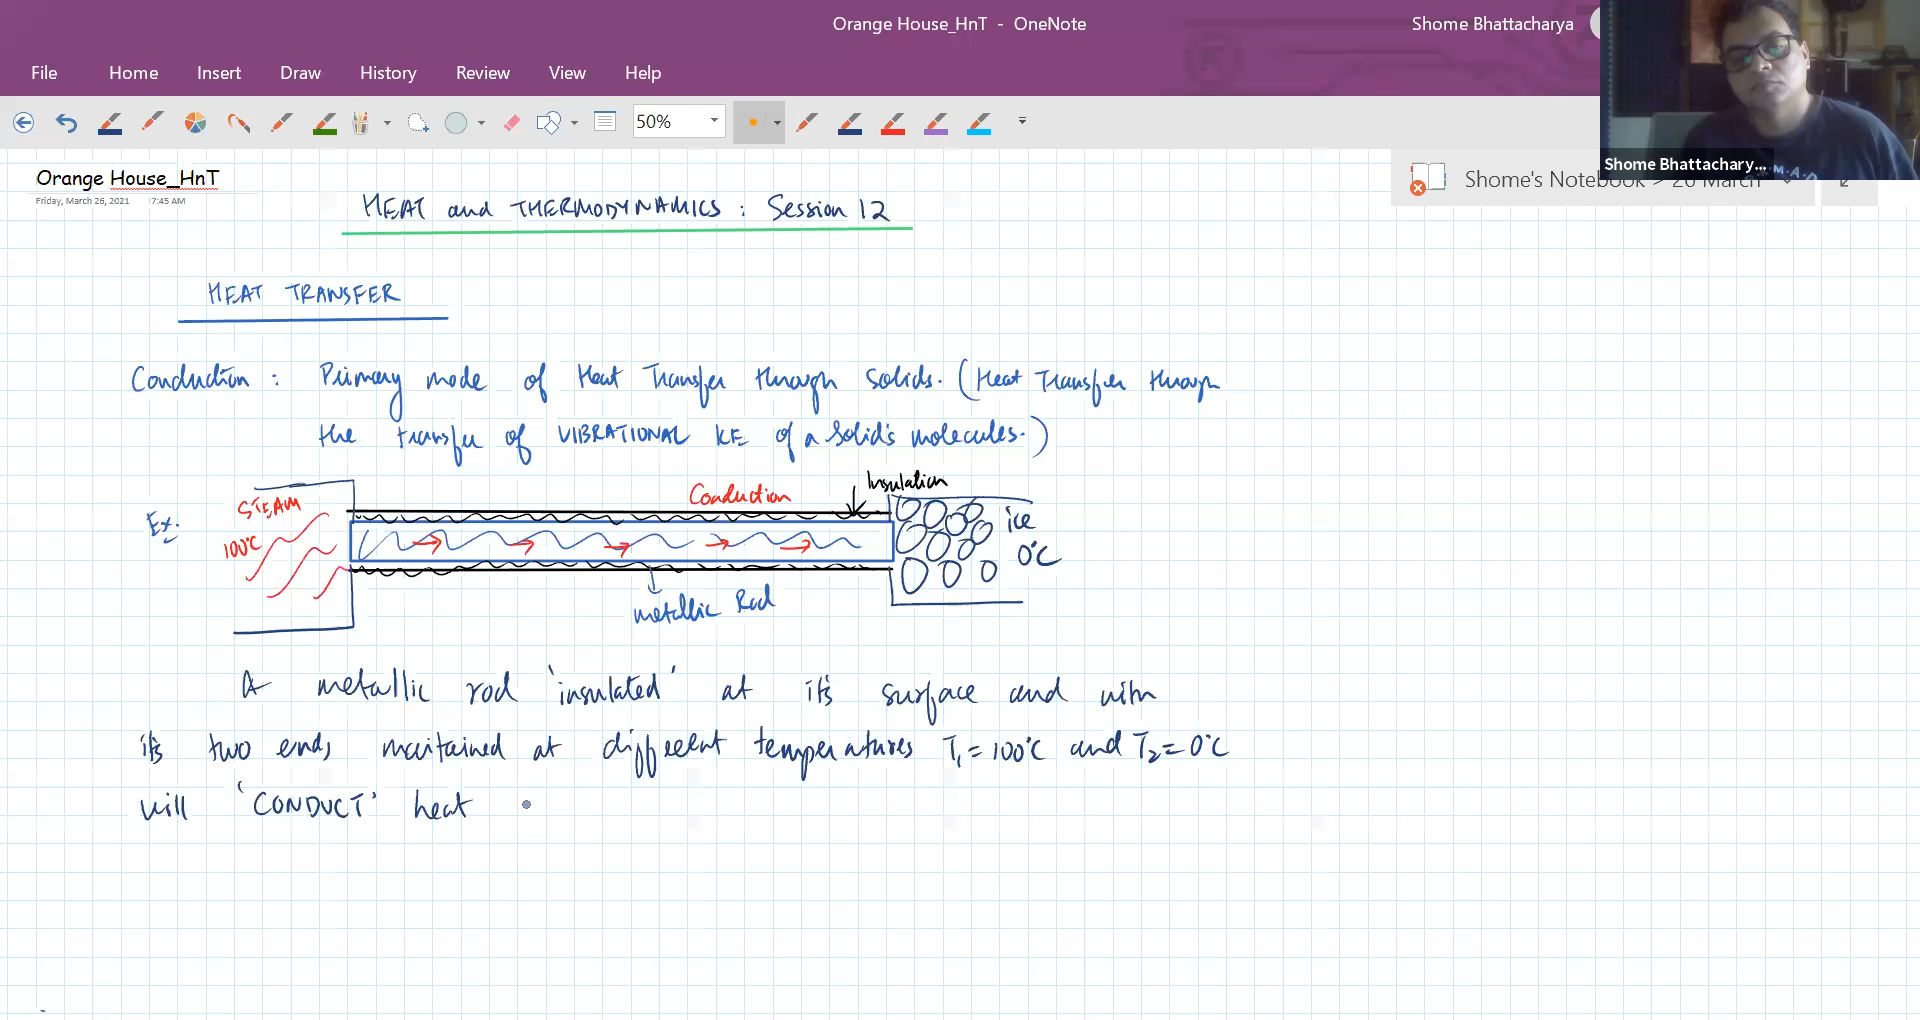 Orange House_HnT - OneNote
Shome Bhattacharya
File Home Insert Draw History Review View Help
50%
Shome Bhattachary...
M.A.
Orange House_HnT
Shome's Notebook > 26 March
Friday, March 26, 2021 7:45 AM
HEAT and THERMODYNAMICS : Session 12
HEAT TRANSFER
Conduction : Primary mode of Heat Transfer through solids. (Heat Transfer through
the transfer of VIBRATIONAL KE of a solid's molecules.)
Insulation
Conduction
STEAM
Ex:
ice
100°C
0°C
metallic Rod
A metallic rod 'insulated' at it's surface and with
it's two ends maintained at different temperatures T₁ = 100°C and T₂ = 0°C
will 'CONDUCT' heat